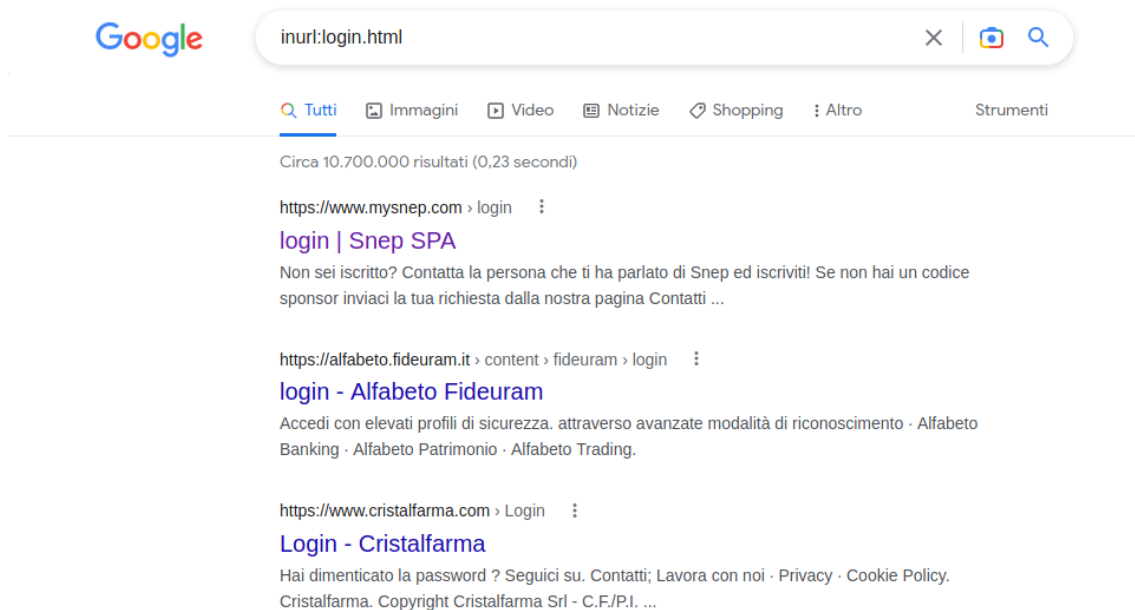 Google
inurl:login.html
Tutti Immagini Video Notizie Shopping Altro Strumenti
Circa 10.700.000 risultati (0,23 secondi)
https://www.mysnep.com › login
login | Snep SPA
Non sei iscritto? Contatta la persona che ti ha parlato di Snep ed iscriviti! Se non hai un codice
sponsor inviaci la tua richiesta dalla nostra pagina Contatti ...
https://alfabeto.fideuram.it › content › fideuram › login
login - Alfabeto Fideuram
Accedi con elevati profili di sicurezza. attraverso avanzate modalità di riconoscimento · Alfabeto
Banking · Alfabeto Patrimonio · Alfabeto Trading.
https://www.cristalfarma.com › Login
Login - Cristalfarma
Hai dimenticato la password ? Seguici su. Contatti; Lavora con noi · Privacy · Cookie Policy.
Cristalfarma. Copyright Cristalfarma Srl - C.F./P.I. ...